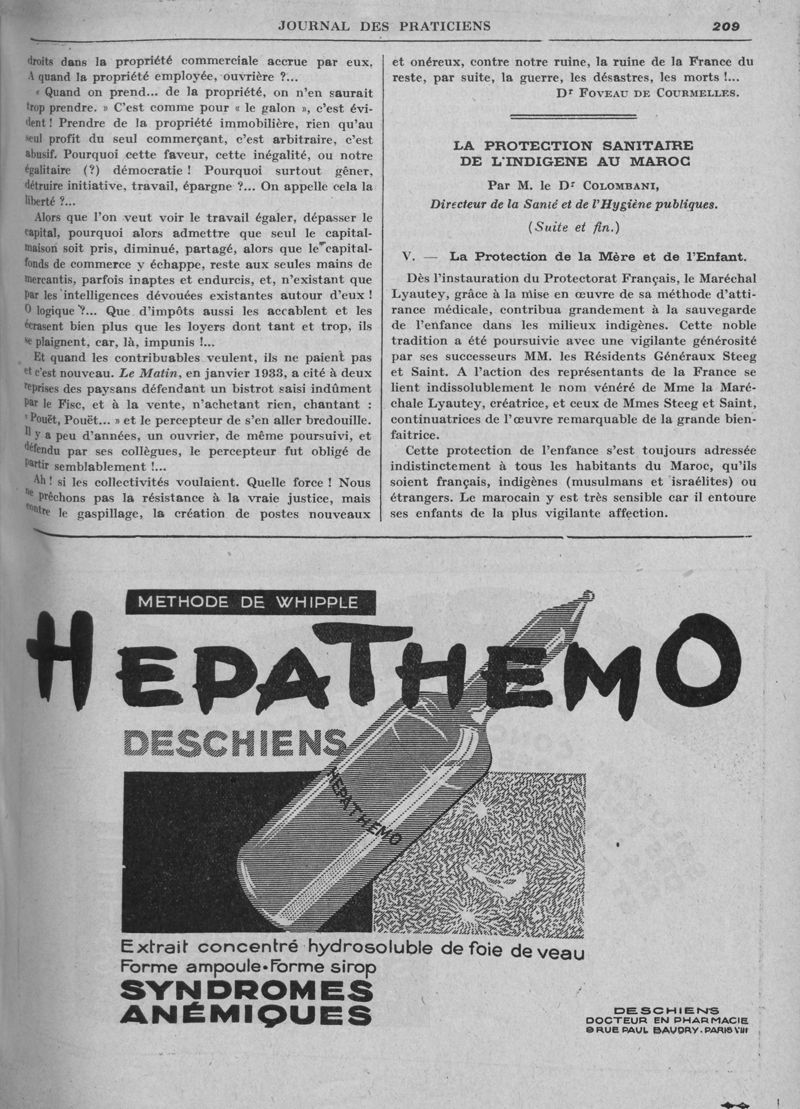 JOURNAL DES PRATICIENS
209
droits dans la propriété commerciale accrue par eux.
A quand la propriété employée, ouvrière ?...
« Quand on prend... de la propriété, on n'en saurait
trop prendre. » C'est comme pour « le galon », c'est évi-
dent ! Prendre de la propriété immobilière, rien qu'au
seul profit du seul commerçant, c'est arbitraire, c'est
abusif. Pourquoi cette faveur, cette inégalité, ou notre
égalitaire (?) démocratie ! Pourquoi surtout gêner,
détruire initiative, travail, épargne ?... On appelle cela la
liberté ?...
Alors que l'on veut voir le travail égaler, dépasser le
capital, pourquoi alors admettre que seul le capital-
maison soit pris, diminué, partagé, alors que le capital-
fonds de commerce y échappe, reste aux seules mains de
mercantis, parfois ineptes et endurcis, et, n'existant que
par les intelligences dévouées existantes autour d'eux !
O logique ?... Que d'impôts aussi les accablent et les
écrasent bien plus que les loyers dont tant et trop, ils
se plaignent, car, là, impunis !...
Et quand les contribuables veulent, ils ne paient pas
et c'est nouveau. Le Matin, en janvier 1933, a cité à deux
reprises des paysans défendant un bistrot saisi indûment
par le Fisc, et à la vente, n'achetant rien, chantant :
« Pouët, Pouët... » et le percepteur de s'en aller bredouille.
Il y a peu d'années, un ouvrier, de même poursuivi, et
défendu par ses collègues, le percepteur fut obligé de
partir semblablement !...
Ah ! si les collectivités voulaient. Quelle force ! Nous
ne prêchons pas la résistance à la vraie justice, mais
contre le gaspillage, la création de postes nouveaux
et onéreux, contre notre ruine, la ruine de la France du
reste, par suite, la guerre, les désastres, les morts !...
Dr FOVEAU DE COURMELLES.
LA PROTECTION SANITAIRE
DE L'INDIGENE AU MAROC
Par M. le Dr COLOMBANI,
Directeur de la Santé et de l'Hygiène publiques.
(Suite et fin.)
V. — La Protection de la Mère et de l'Enfant.
Dès l'instauration du Protectorat Français, le Maréchal
Lyautey, grâce à la mise en œuvre de sa méthode d'atti-
rance médicale, contribua grandement à la sauvegarde
de l'enfance dans les milieux indigènes. Cette noble
tradition a été poursuivie avec une vigilante générosité
par ses successeurs MM. les Résidents Généraux Steeg
et Saint. A l'action des représentants de la France se
lient indissolublement le nom vénéré de Mme la Maré-
chale Lyautey, créatrice, et ceux de Mmes Steeg et Saint,
continuatrices de l'œuvre remarquable de la grande bien-
faitrice.
Cette protection de l'enfance s'est toujours adressée
indistinctement à tous les habitants du Maroc, qu'ils
soient français, indigènes (musulmans et israélites) ou
étrangers. Le marocain y est très sensible car il entoure
ses enfants de la plus vigilante affection.
METHODE DE WHIPPLE
HEPATHEMO
DESCHIENS
HEPATHEMO
Extrait concentré hydrosoluble de foie de veau
Forme ampoule•Forme sirop
SYNDROMES
ANÉMIQUES
DESCHIENS
DOCTEUR EN PHARMACIE
9 RUE PAUL BAUDRY. PARIS VIII